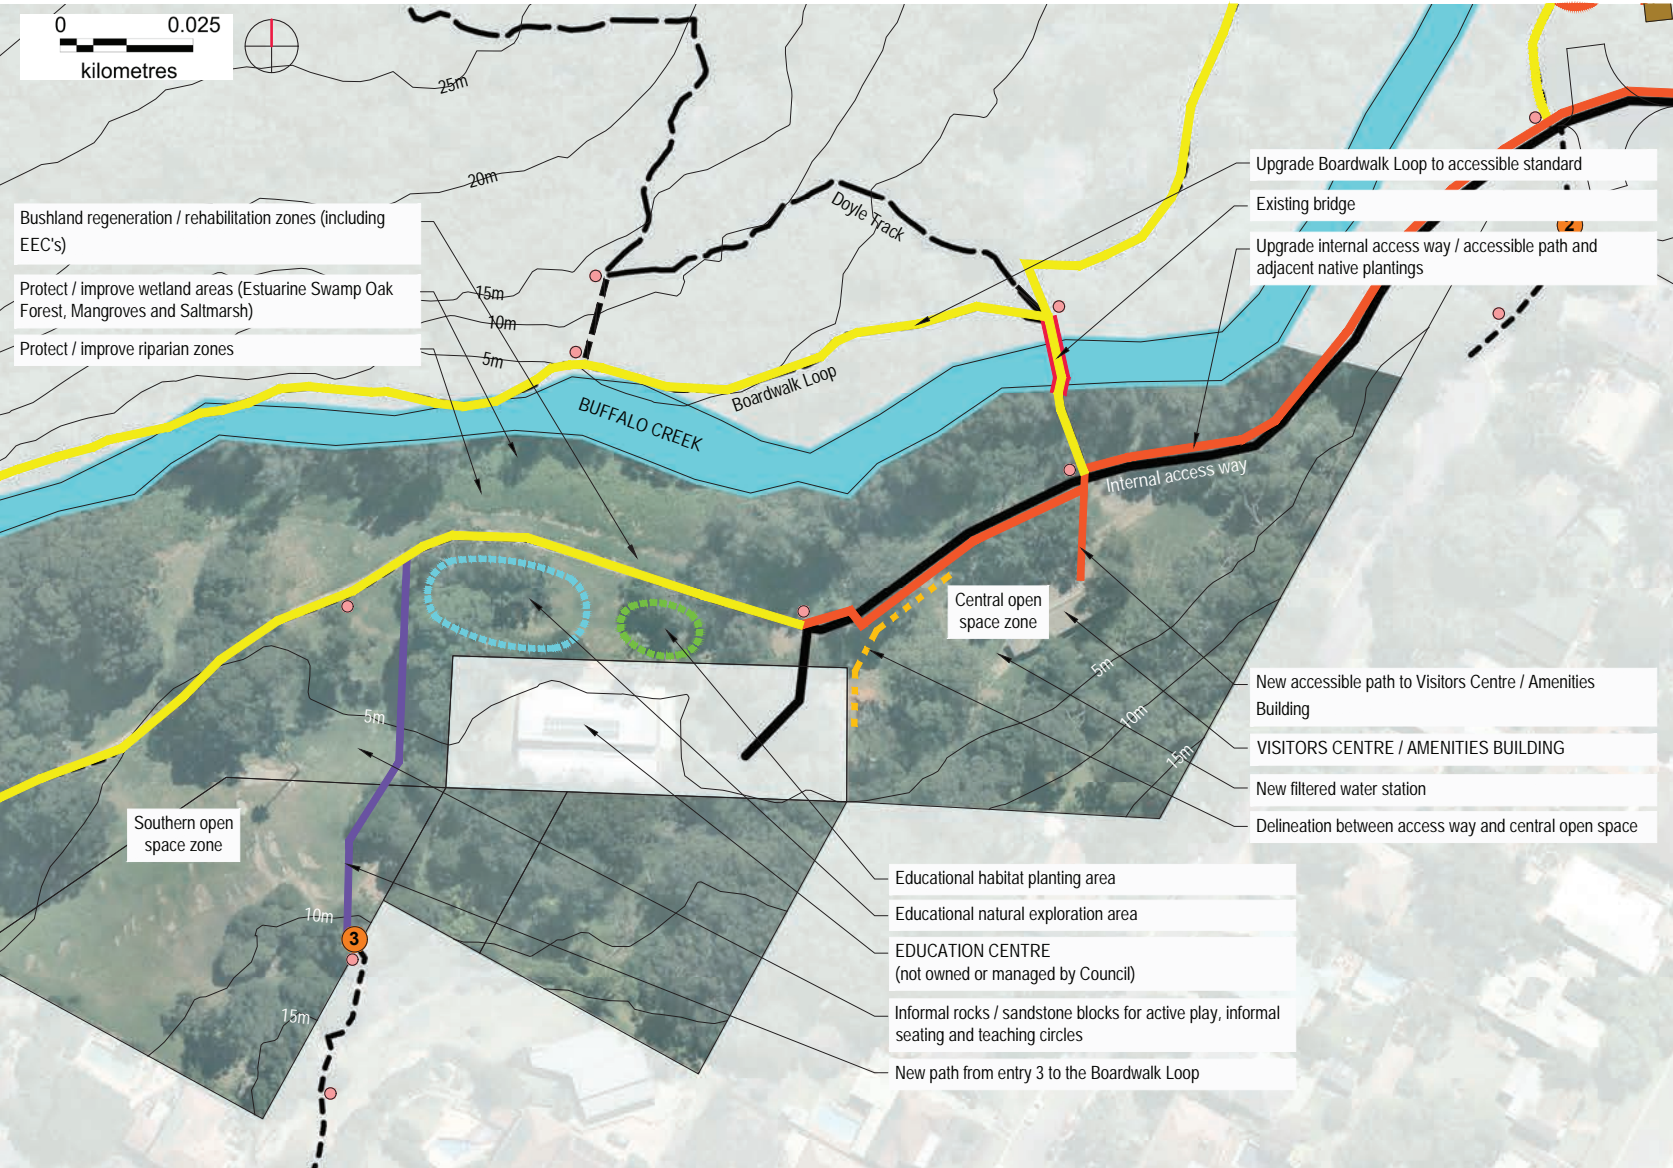 0 0.025
kilometres
25m
20m
15m
10m
5m
Doyle Track
Boardwalk Loop
BUFFALO CREEK
Internal access way
Bushland regeneration / rehabilitation zones (including
EEC's)
Protect / improve wetland areas (Estuarine Swamp Oak
Forest, Mangroves and Saltmarsh)
Protect / improve riparian zones
Upgrade Boardwalk Loop to accessible standard
Existing bridge
2
Upgrade internal access way / accessible path and
adjacent native plantings
Central open
space zone
5m
10m
15m
New accessible path to Visitors Centre / Amenities
Building
VISITORS CENTRE / AMENITIES BUILDING
New filtered water station
Delineation between access way and central open space
5m
Southern open
space zone
10m
3
15m
Educational habitat planting area
Educational natural exploration area
EDUCATION CENTRE
(not owned or managed by Council)
Informal rocks / sandstone blocks for active play, informal
seating and teaching circles
New path from entry 3 to the Boardwalk Loop